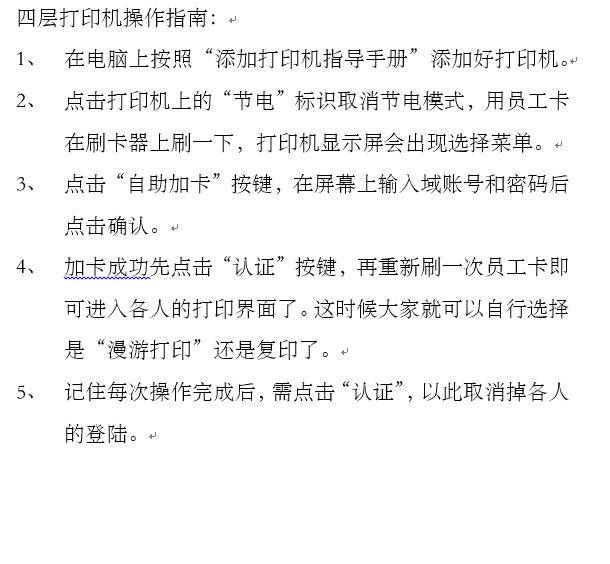 四层打印机操作指南：
1、 在电脑上按照“添加打印机指导手册”添加好打印机。
2、 点击打印机上的“节电”标识取消节电模式，用员工卡
在刷卡器上刷一下，打印机显示屏会出现选择菜单。
3、 点击“自助加卡”按键，在屏幕上输入域账号和密码后
点击确认。
4、 加卡成功先点击“认证”按键，再重新刷一次员工卡即
可进入各人的打印界面了。这时候大家就可以自行选择
是“漫游打印”还是复印了。
5、 记住每次操作完成后，需点击“认证”，以此取消掉各人
的登陆。